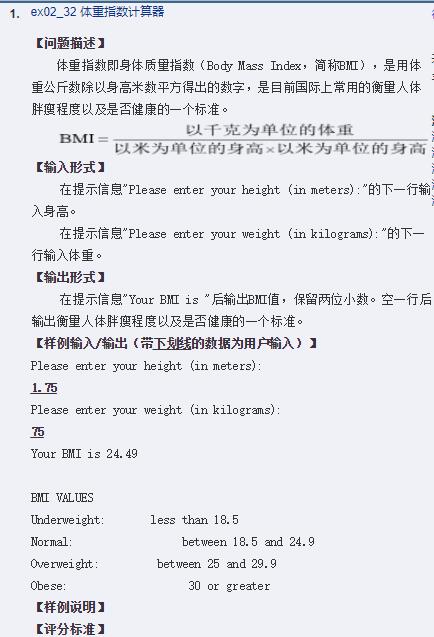 1. ex02_32 体重指数计算器
【问题描述】
体重指数即身体质量指数（Body Mass Index，简称BMI），是用体
重公斤数除以身高米数平方得出的数字，是目前国际上常用的衡量人体
胖瘦程度以及是否健康的一个标准。
BMI = 以千克为单位的体重
以米为单位的身高×以米为单位的身高
【输入形式】
在提示信息"Please enter your height (in meters):"的下一行输
入身高。
在提示信息"Please enter your weight (in kilograms):"的下一
行输入体重。
【输出形式】
在提示信息"Your BMI is "后输出BMI值，保留两位小数。空一行后
输出衡量人体胖瘦程度以及是否健康的一个标准。
【样例输入/输出（带下划线的数据为用户输入）】
Please enter your height (in meters):
1.75
Please enter your weight (in kilograms):
75
Your BMI is 24.49
BMI VALUES
Underweight: less than 18.5
Normal: between 18.5 and 24.9
Overweight: between 25 and 29.9
Obese: 30 or greater
【样例说明】
【评分标准】